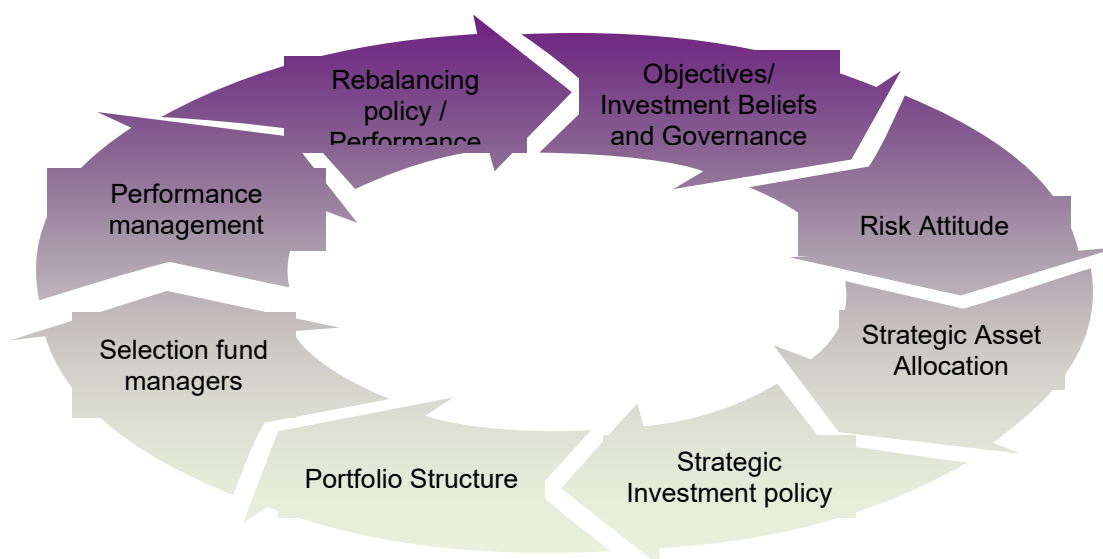 Rebalancing
policy /
Performance
Objectives/
Investment Beliefs
and Governance
Risk Attitude
Strategic Asset
Allocation
Strategic
Investment policy
Portfolio Structure
Selection fund
managers
Performance
management